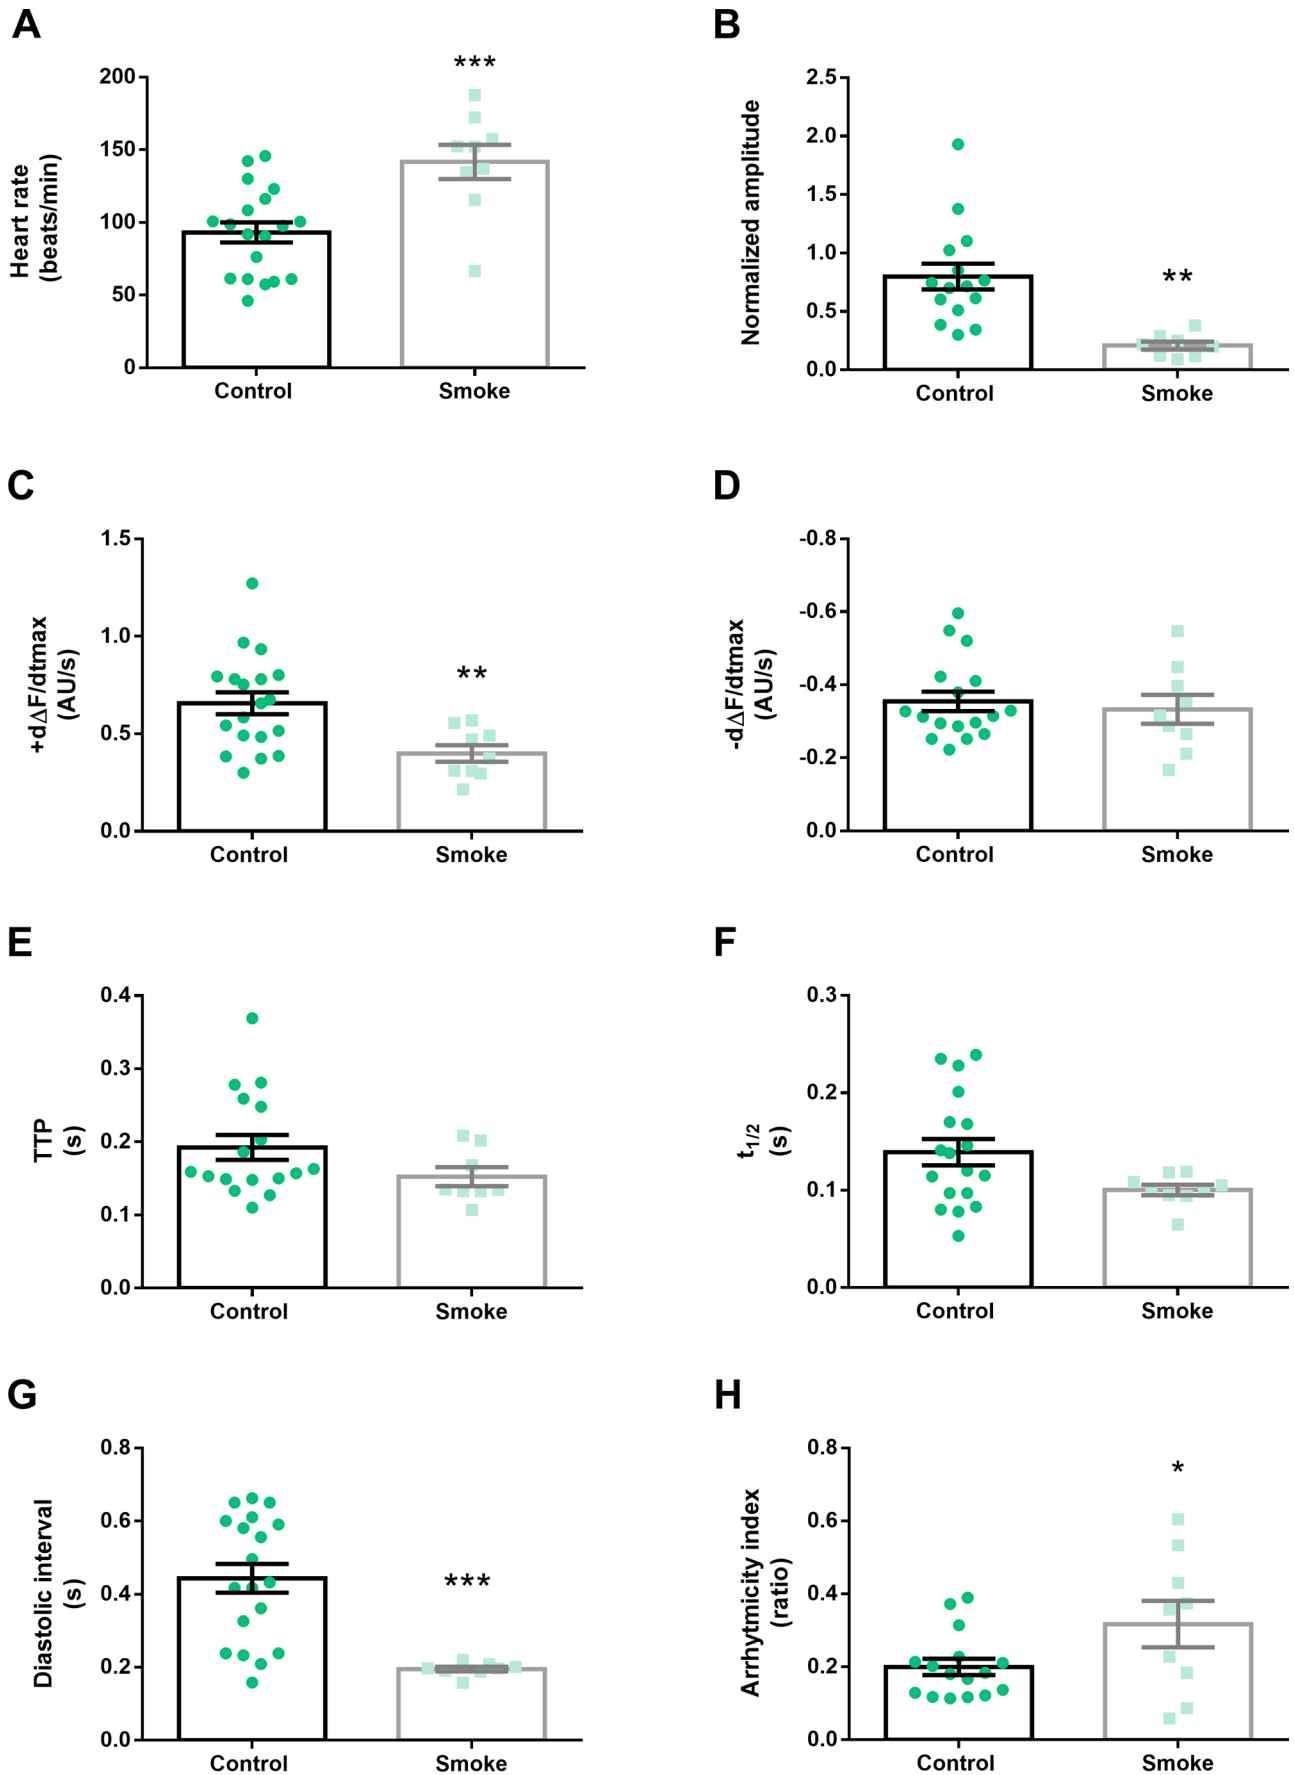 A
Heart rate
(beats/min)
200
150
100
50
0
***
Control
Smoke
B
Normalized amplitude
2.5
2.0
1.5
1.0
0.5
0.0
**
Control
Smoke
C
+dΔF/dtmax
(AU/s)
1.5
1.0
0.5
0.0
**
Control
Smoke
D
-dΔF/dtmax
(AU/s)
-0.8
-0.6
-0.4
-0.2
0.0
Control
Smoke
E
TTP
(s)
0.4
0.3
0.2
0.1
0.0
Control
Smoke
F
t1/2
(s)
0.3
0.2
0.1
0.0
Control
Smoke
G
Diastolic interval
(s)
0.8
0.6
0.4
0.2
0.0
***
Control
Smoke
H
Arrhytmicity index
(ratio)
0.8
0.6
0.4
0.2
0.0
*
Control
Smoke